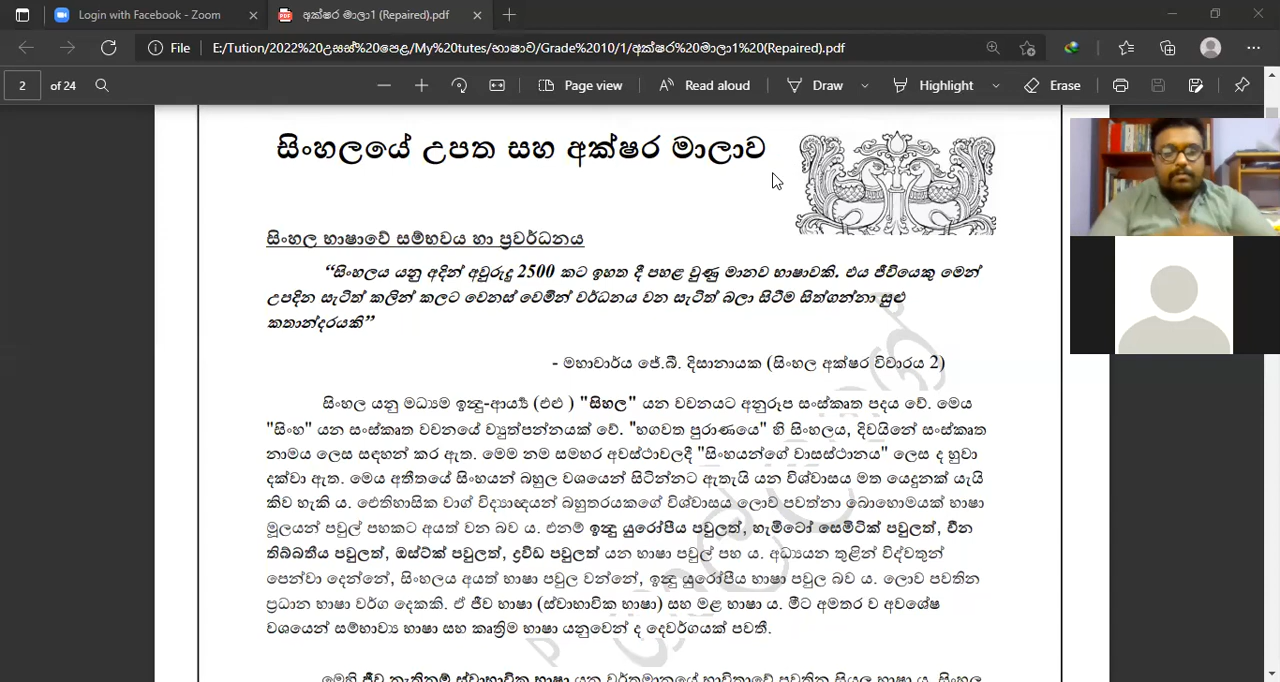 Login with Facebook - Zoom
අක්ෂර මාලා1 (Repaired).pdf
File
E:/Tution/2022%20උසස්%20පෙළ/My%20tutes/භාෂාව/Grade%2010/1/අක්ෂර%20මාලා1%20(Repaired).pdf
2 of 24
Page view
Read aloud
Draw
Highlight
Erase
සිංහලයේ උපත සහ අක්ෂර මාලාව
සිංහල භාෂාවේ සම්භවය හා ප්‍රවර්ධනය
“සිංහලය යනු අදින් අවුරුදු 2500 කට ඉහත දී පහළ වුණු මානව භාෂාවකි. එය ජීවියෙකු මෙන්
උපදින සැටිත් කලින් කලට වෙනස් වෙමින් වර්ධනය වන සැටිත් බලා සිටීම සිත්ගන්නා සුළු
කතාන්දරයකි”
- මහාචාර්ය ජේ.බී. දිසානායක (සිංහල අක්ෂර විචාරය 2)
සිංහල යනු මධ්‍යම ඉන්දු-ආර්ය්‍ය (එළු ) "සිහල" යන වචනයට අනුරූප සංස්කෘත පදය වේ. මෙය
"සිංහ" යන සංස්කෘත වචනයේ ව්‍යුත්පන්නයක් වේ. "භගවත පුරාණයෙ" හි සිංහලය, දිවයිනේ සංස්කෘත
නාමය ලෙස සඳහන් කර ඇත. මෙම නම සමහර අවස්ථාවලදී "සිංහයන්ගේ වාසස්ථානය" ලෙස ද හුවා
දක්වා ඇත. මෙය අතීතයේ සිංහයන් බහුල වශයෙන් සිටින්නට ඇතැයි යන විශ්වාසය මත යෙදුනක් යැයි
කිව හැකි ය. ඓතිහාසික වාග් විද්‍යාඥයන් බහුතරයකගේ විශ්වාසය ලොව පවත්නා බොහොමයක් භාෂා
මූලයන් පවුල් පහකට අයත් වන බව ය. එනම් ඉන්දු යුරෝපීය පවුලත්, හැමීටෝ සෙමිටික් පවුලත්, චීන
තිබ්බතීය පවුලත්, ඔස්ට්ක් පවුලත්, ද්‍රවිඩ පවුලත් යන භාෂා පවුල් පහ ය. අධ්‍යයන තුළින් විද්වතුන්
පෙන්වා දෙන්නේ, සිංහලය අයත් භාෂා පවුල වන්නේ, ඉන්දු යුරෝපීය භාෂා පවුල බව ය. ලොව පවතින
ප්‍රධාන භාෂා වර්ග දෙකකි. ඒ ජීව භාෂා (ස්වාභාවික භාෂා) සහ මළ භාෂා ය. මීට අමතර ව අවශේෂ
වශයෙන් සම්භාව්‍ය භාෂා සහ කෘත්‍රිම භාෂා යනුවෙන් ද දෙවර්ගයක් පවතී.
මෙහි ජීව නැතිනම් ස්වාභාවික භාෂා යනු වර්තමානයේ භාවිතාවේ පවතින සියලු භාෂා ය. සිංහල